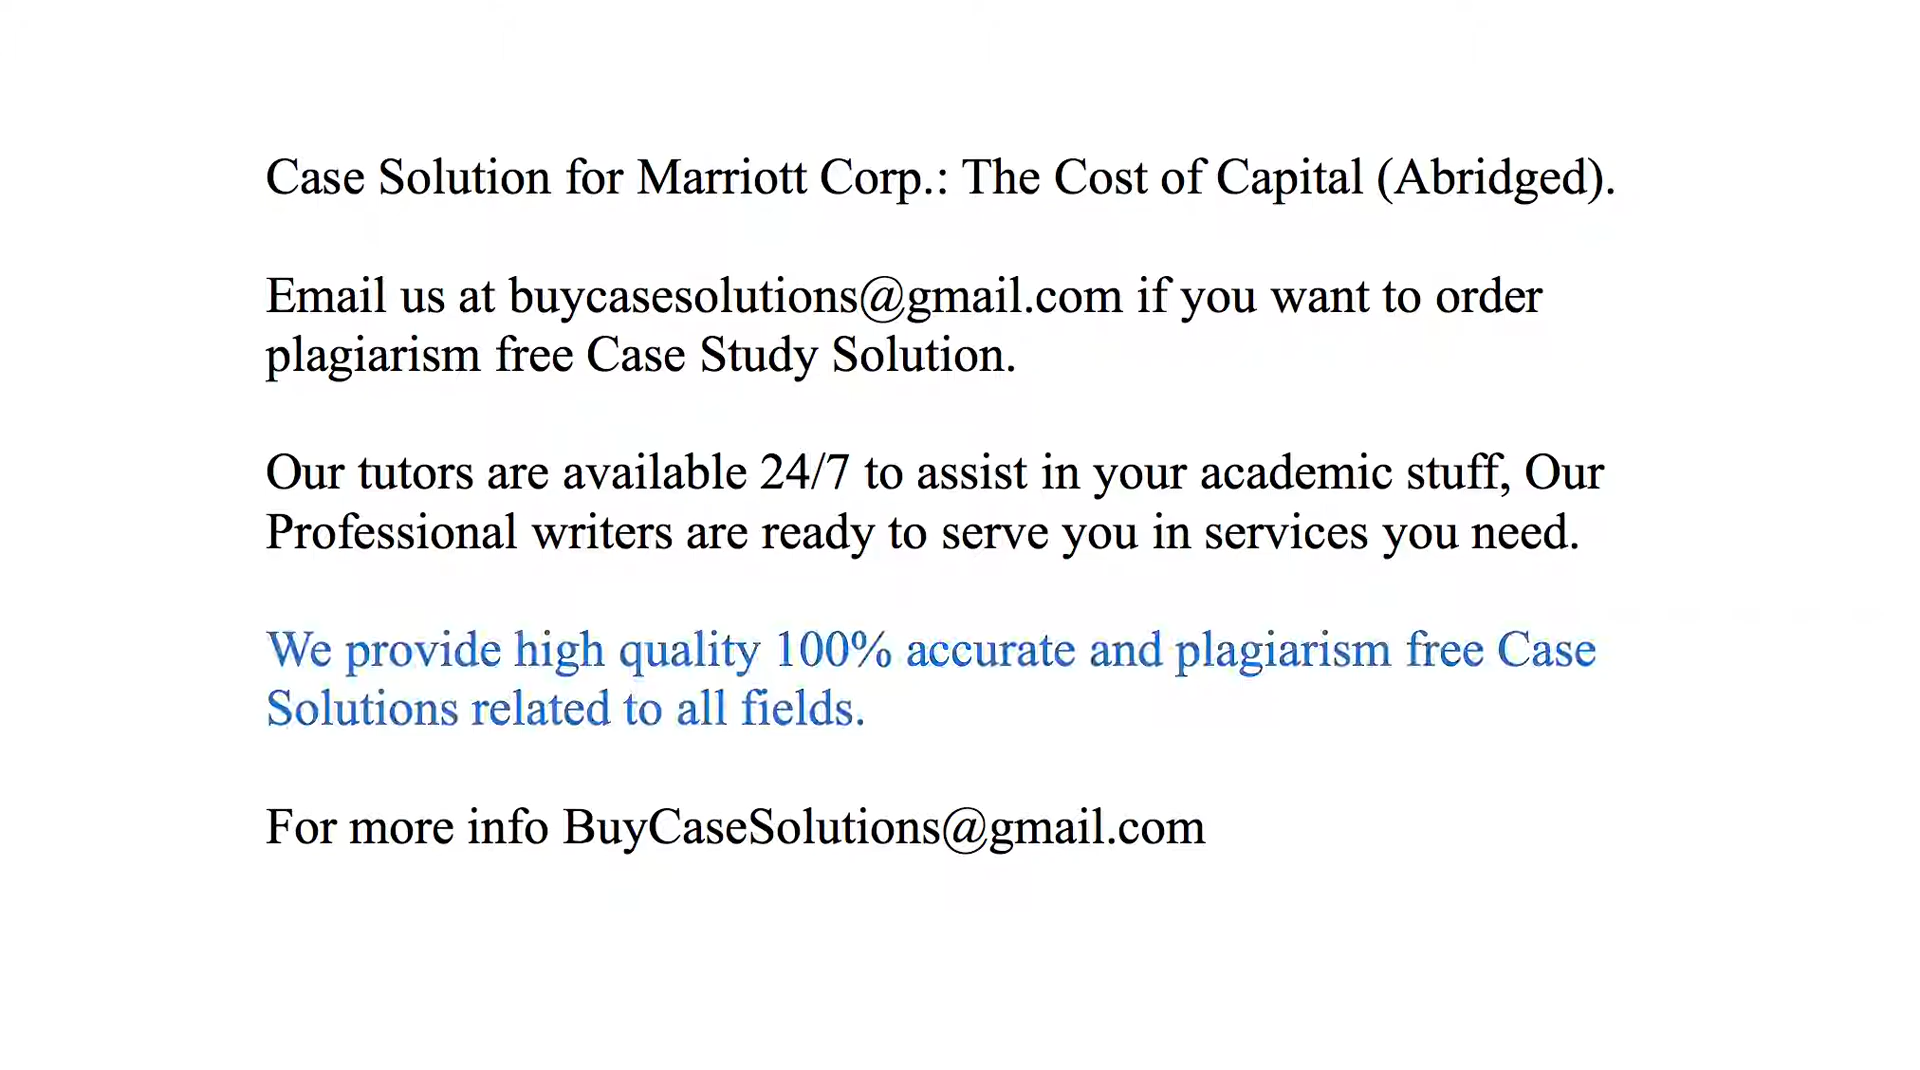 Case Solution for Marriott Corp.: The Cost of Capital (Abridged).
Email us at buycasesolutions@gmail.com if you want to order
plagiarism free Case Study Solution.
Our tutors are available 24/7 to assist in your academic stuff, Our
Professional writers are ready to serve you in services you need.
We provide high quality 100% accurate and plagiarism free Case
Solutions related to all fields.
For more info BuyCaseSolutions@gmail.com